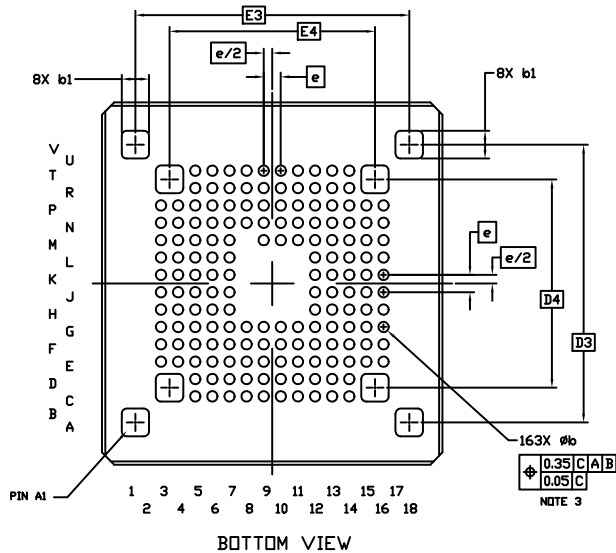 E3
E4
e/2
e
8X b1
8X b1
V
U
T
R
P
N
M
L
K
J
H
G
F
E
D
C
B
A
e
e/2
D4
D3
163X Øb
⌖ 0.35 C A B
0.05 C
NOTE 3
PIN A1
1 3 5 7 9 11 13 15 17
2 4 6 8 10 12 14 16 18
BOTTOM VIEW